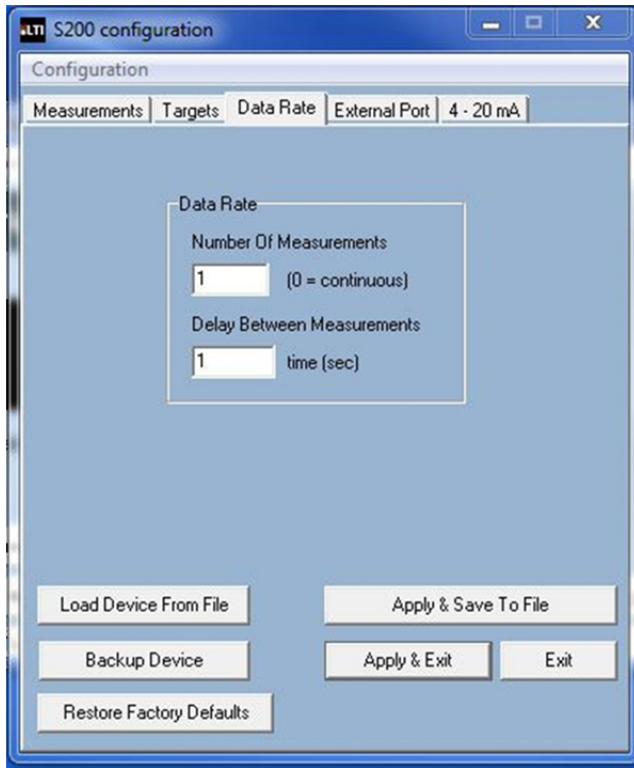 LTI S200 configuration
Configuration
Measurements Targets Data Rate External Port 4 - 20 mA
Data Rate
Number Of Measurements
1 (0 = continuous)
Delay Between Measurements
1 time (sec)
Load Device From File Apply & Save To File
Backup Device Apply & Exit Exit
Restore Factory Defaults